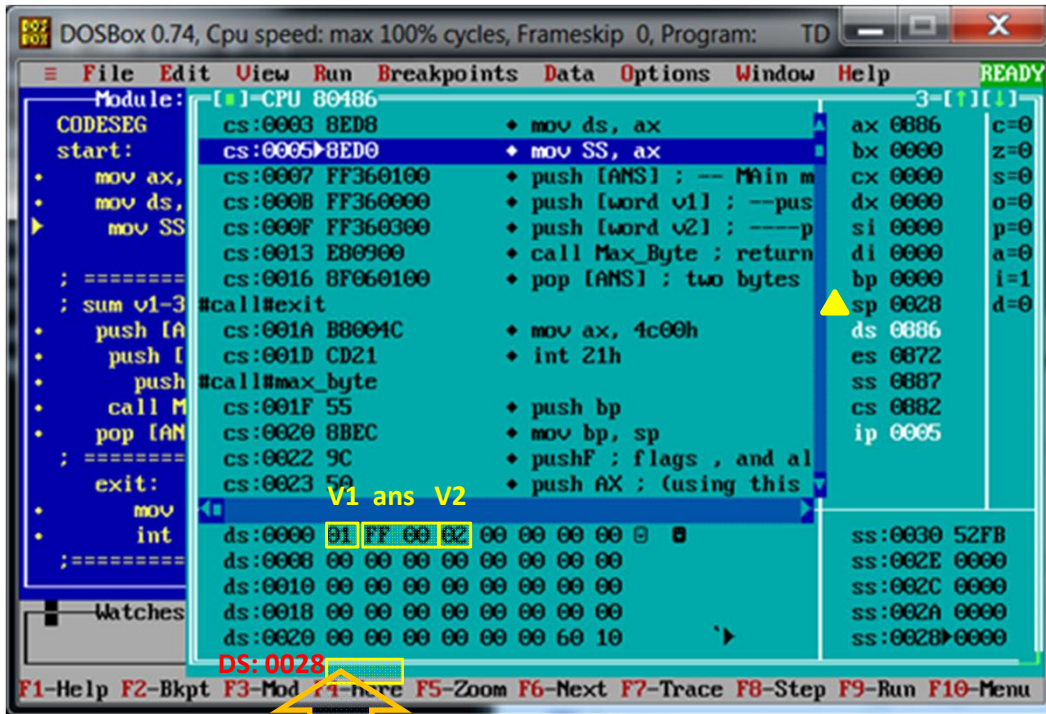 DOSBox 0.74, Cpu speed: max 100% cycles, Frameskip 0, Program: TD
≡ File Edit View Run Breakpoints Data Options Window Help READY
Module:
CODESEG
start:
mov ax,
mov ds,
mov SS
; =======
; sum v1-3
push [A
push [
push
call M
pop [AN
; =======
exit:
mov
int
;=========
Watches
[■]-CPU 80486 3-[↑][↓]
cs:0003 8ED8 mov ds, ax
cs:0005►8ED0 mov SS, ax
cs:0007 FF360100 push [ANS] ; -- MAin m
cs:000B FF360000 push [word v1] ; --pus
cs:000F FF360300 push [word v2] ; ----p
cs:0013 E80900 call Max_Byte ; return
cs:0016 8F060100 pop [ANS] ; two bytes
#call#exit
cs:001A B8004C mov ax, 4c00h
cs:001D CD21 int 21h
#call#max_byte
cs:001F 55 push bp
cs:0020 8BEC mov bp, sp
cs:0022 9C pushF ; flags , and al
cs:0023 50 push AX ; (using this
ax 0886 c=0
bx 0000 z=0
cx 0000 s=0
dx 0000 o=0
si 0000 p=0
di 0000 a=0
bp 0000 i=1
sp 0028 d=0
ds 0886
es 0872
ss 0887
cs 0882
ip 0005
V1 ans V2
ds:0000 01 FF 00 02 00 00 00 00
ds:0008 00 00 00 00 00 00 00 00
ds:0010 00 00 00 00 00 00 00 00
ds:0018 00 00 00 00 00 00 00 00
ds:0020 00 00 00 00 00 00 60 10 `►
DS: 0028
ss:0030 52FB
ss:002E 0000
ss:002C 0000
ss:002A 0000
ss:0028►0000
F1-Help F2-Bkpt F3-Mod F4-Here F5-Zoom F6-Next F7-Trace F8-Step F9-Run F10-Menu